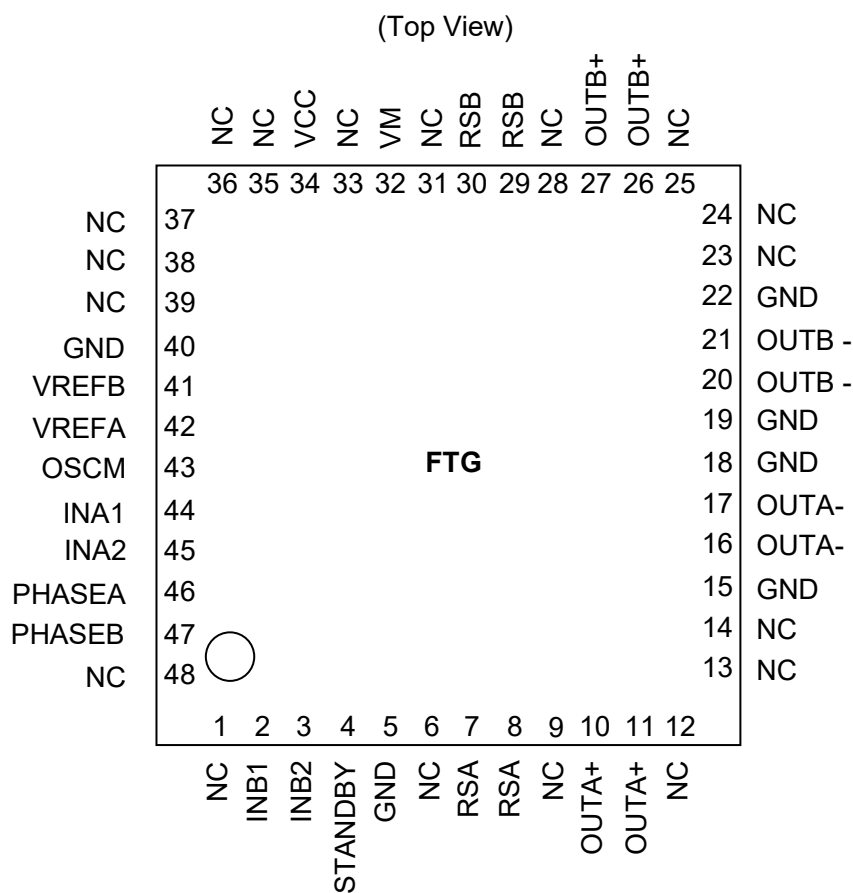 (Top View)
NC NC VCC NC VM NC RSB RSB NC OUTB+ OUTB+ NC
36 35 34 33 32 31 30 29 28 27 26 25
NC 37
NC 38
NC 39
GND 40
VREFB 41
VREFA 42
OSCM 43
INA1 44
INA2 45
PHASEA 46
PHASEB 47
NC 48
FTG
24 NC
23 NC
22 GND
21 OUTB -
20 OUTB -
19 GND
18 GND
17 OUTA-
16 OUTA-
15 GND
14 NC
13 NC
1 2 3 4 5 6 7 8 9 10 11 12
NC INB1 INB2 STANDBY GND NC RSA RSA NC OUTA+ OUTA+ NC